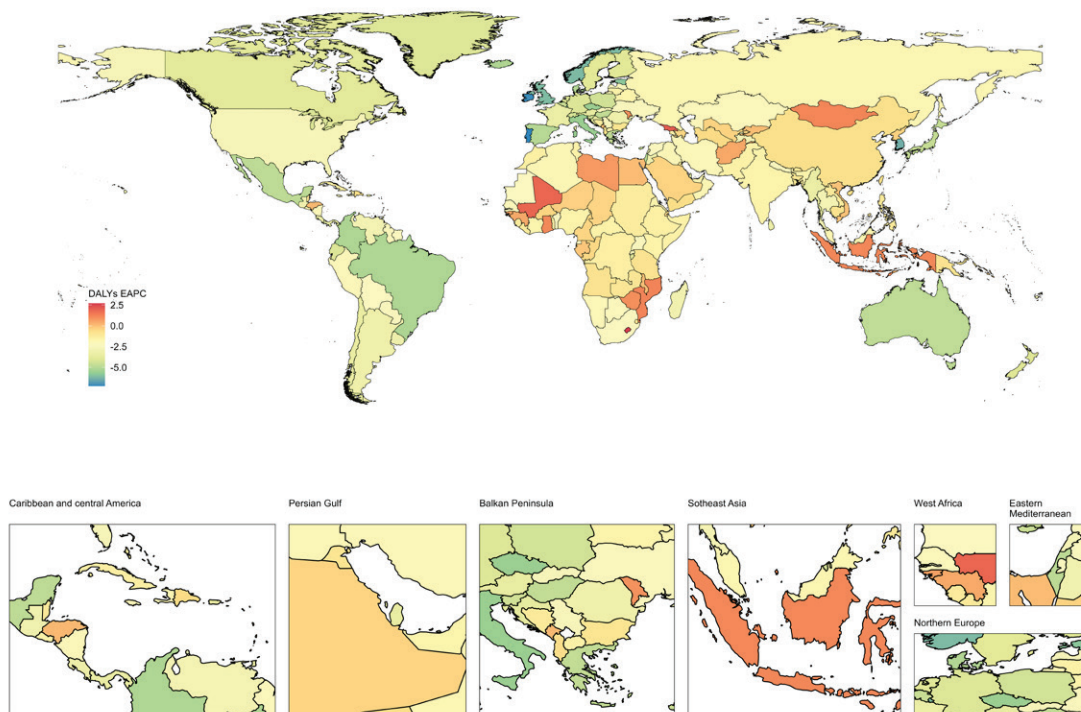 DALYs EAPC
2.5
0.0
-2.5
-5.0
Caribbean and central America
Persian Gulf
Balkan Peninsula
Sotheast Asia
West Africa
Eastern
Mediterranean
Northern Europe